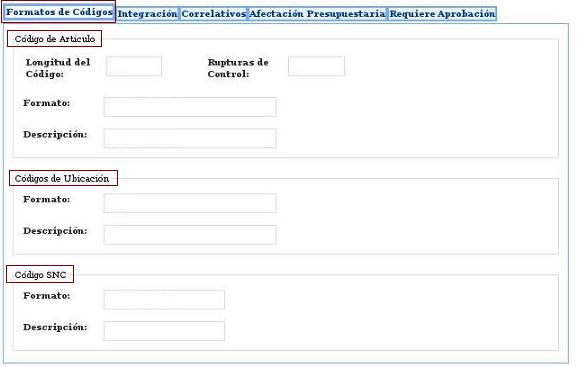 Formatos de Códigos Integración Correlativos Afectación Presupuestaria Requiere Aprobación
Código de Artículo
Longitud del Código:
Rupturas de Control:
Formato:
Descripción:
Códigos de Ubicación
Formato:
Descripción:
Código SNC
Formato:
Descripción: